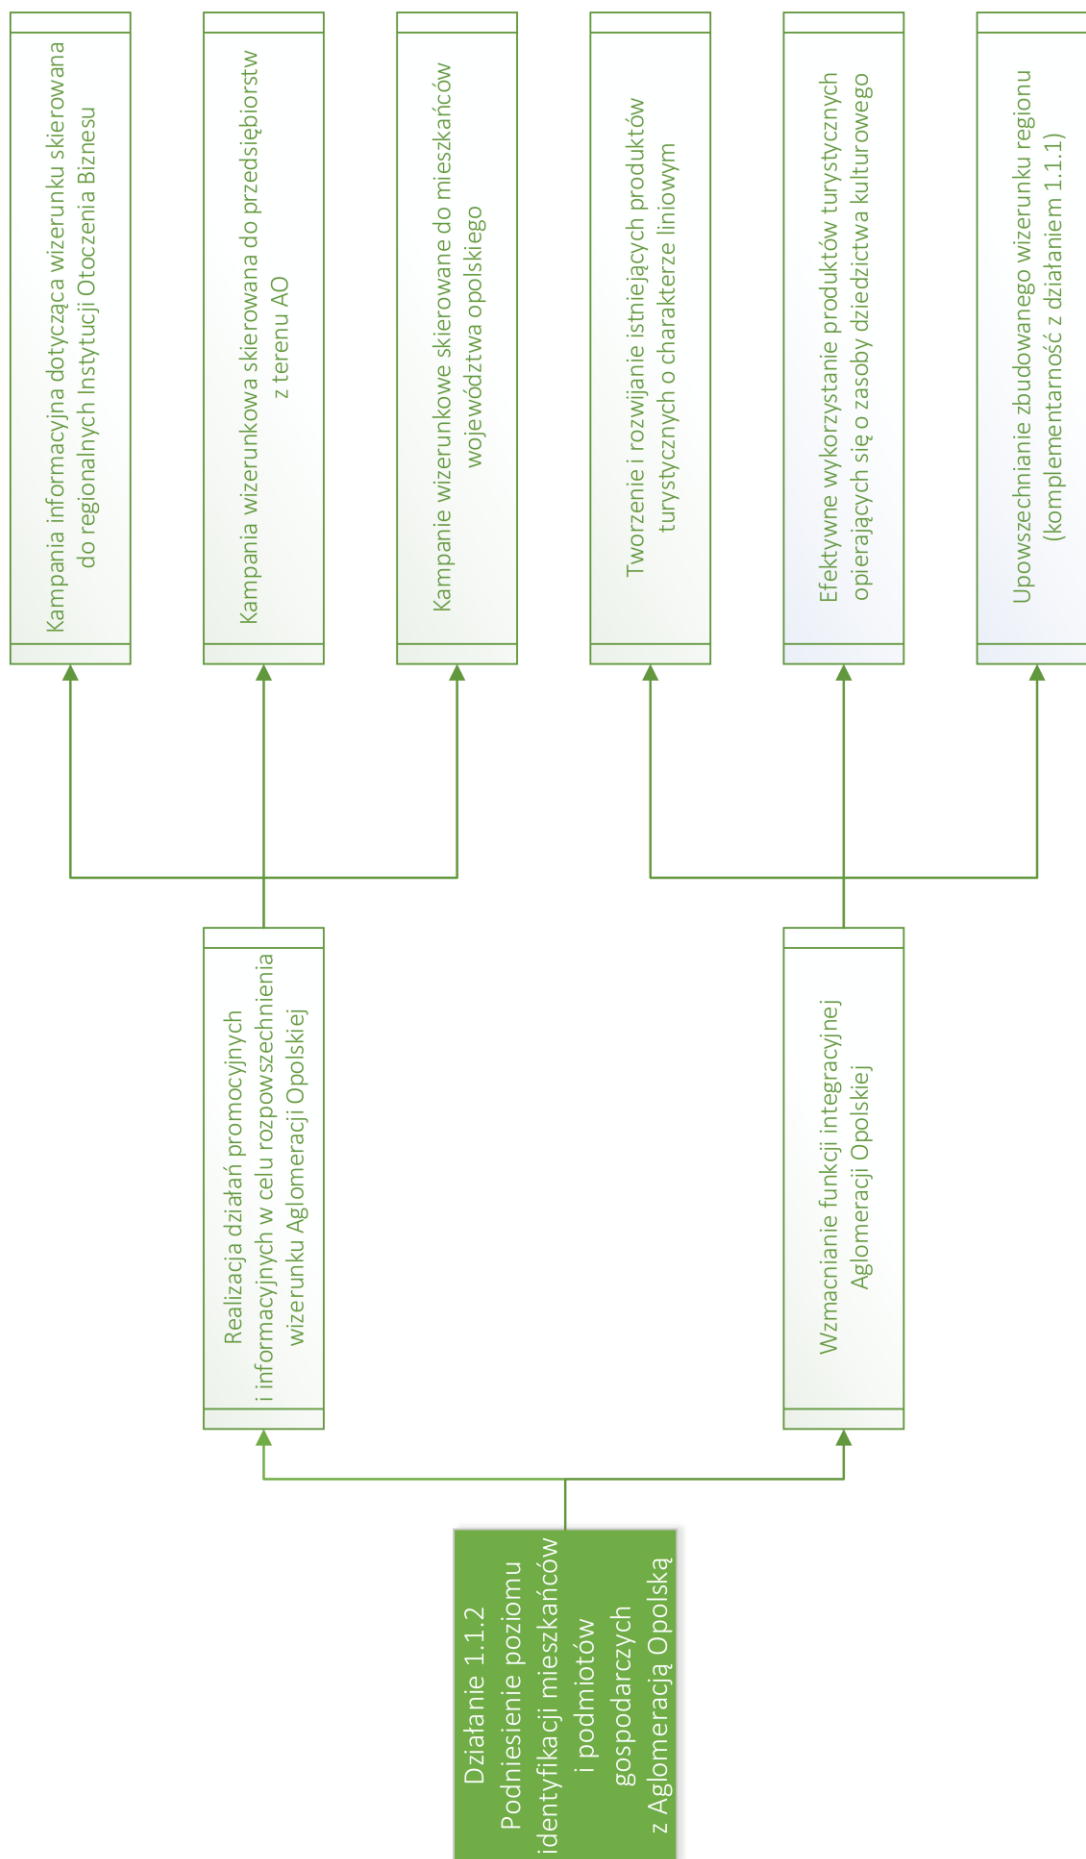 Działanie 1.1.2
Podniesienie poziomu
identyfikacji mieszkańców
i podmiotów
gospodarczych
z Aglomeracją Opolską
Realizacja działań promocyjnych
i informacyjnych w celu rozpowszechnienia
wizerunku Aglomeracji Opolskiej
Kampania informacyjna dotycząca wizerunku skierowana
do regionalnych Instytucji Otoczenia Biznesu
Kampania wizerunkowa skierowana do przedsiębiorstw
z terenu AO
Kampanie wizerunkowe skierowane do mieszkańców
województwa opolskiego
Wzmacnianie funkcji integracyjnej
Aglomeracji Opolskiej
Tworzenie i rozwijanie istniejących produktów
turystycznych o charakterze liniowym
Efektywne wykorzystanie produktów turystycznych
opierających się o zasoby dziedzictwa kulturowego
Upowszechnianie zbudowanego wizerunku regionu
(komplementarność z działaniem 1.1.1)